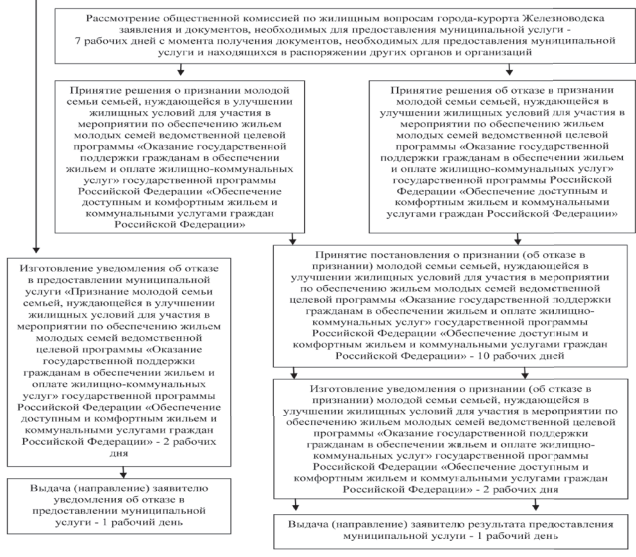 Рассмотрение общественной комиссией по жилищным вопросам города-курорта Железноводска
заявления и документов, необходимых для предоставления муниципальной услуги -
7 рабочих дней с момента получения документов, необходимых для предоставления муниципальной
услуги и находящихся в распоряжении других органов и организаций
Принятие решения о признании молодой
семьи семьей, нуждающейся в улучшении
жилищных условий для участия в
мероприятии по обеспечению жильем
молодых семей ведомственной целевой
программы «Оказание государственной
поддержки гражданам в обеспечении
жильем и оплате жилищно-коммунальных
услуг» государственной программы
Российской Федерации «Обеспечение
доступным и комфортным жильем и
коммунальными услугами граждан
Российской Федерации»
Принятие решения об отказе в признании
молодой семьи семьей, нуждающейся в
улучшении жилищных условий для участия в
мероприятии по обеспечению жильем
молодых семей ведомственной целевой
программы «Оказание государственной
поддержки гражданам в обеспечении жильем
и оплате жилищно-коммунальных услуг»
государственной программы Российской
Федерации «Обеспечение доступным и
комфортным жильем и коммунальными
услугами граждан Российской Федерации»
Изготовление уведомления об отказе
в предоставлении муниципальной
услуги «Признание молодой семьи
семьей, нуждающейся в улучшении
жилищных условий для участия в
мероприятии по обеспечению жильем
молодых семей ведомственной
целевой программы «Оказание
государственной поддержки
гражданам в обеспечении жильем и
оплате жилищно-коммунальных
услуг» государственной программы
Российской Федерации «Обеспечение
доступным и комфортным жильем и
коммунальными услугами граждан
Российской Федерации» - 2 рабочих
дня
Принятие постановления о признании (об отказе в
признании) молодой семьи семьей, нуждающейся в
улучшении жилищных условий для участия в мероприятии
по обеспечению жильем молодых семей ведомственной
целевой программы «Оказание государственной поддержки
гражданам в обеспечении жильем и оплате жилищно-
коммунальных услуг» государственной программы
Российской Федерации «Обеспечение доступным и
комфортным жильем и коммунальными услугами граждан
Российской Федерации» - 10 рабочих дней
Изготовление уведомления о признании (об отказе в
признании) молодой семьи семьей, нуждающейся в
улучшении жилищных условий для участия в мероприятии по
обеспечению жильем молодых семей ведомственной целевой
программы «Оказание государственной поддержки
гражданам в обеспечении жильем и оплате жилищно-
коммунальных услуг» государственной программы
Российской Федерации «Обеспечение доступным и
комфортным жильем и коммунальными услугами граждан
Российской Федерации» - 2 рабочих дня
Выдача (направление) заявителю
уведомления об отказе в
предоставлении муниципальной
услуги - 1 рабочий день
Выдача (направление) заявителю результата предоставления
муниципальной услуги - 1 рабочий день